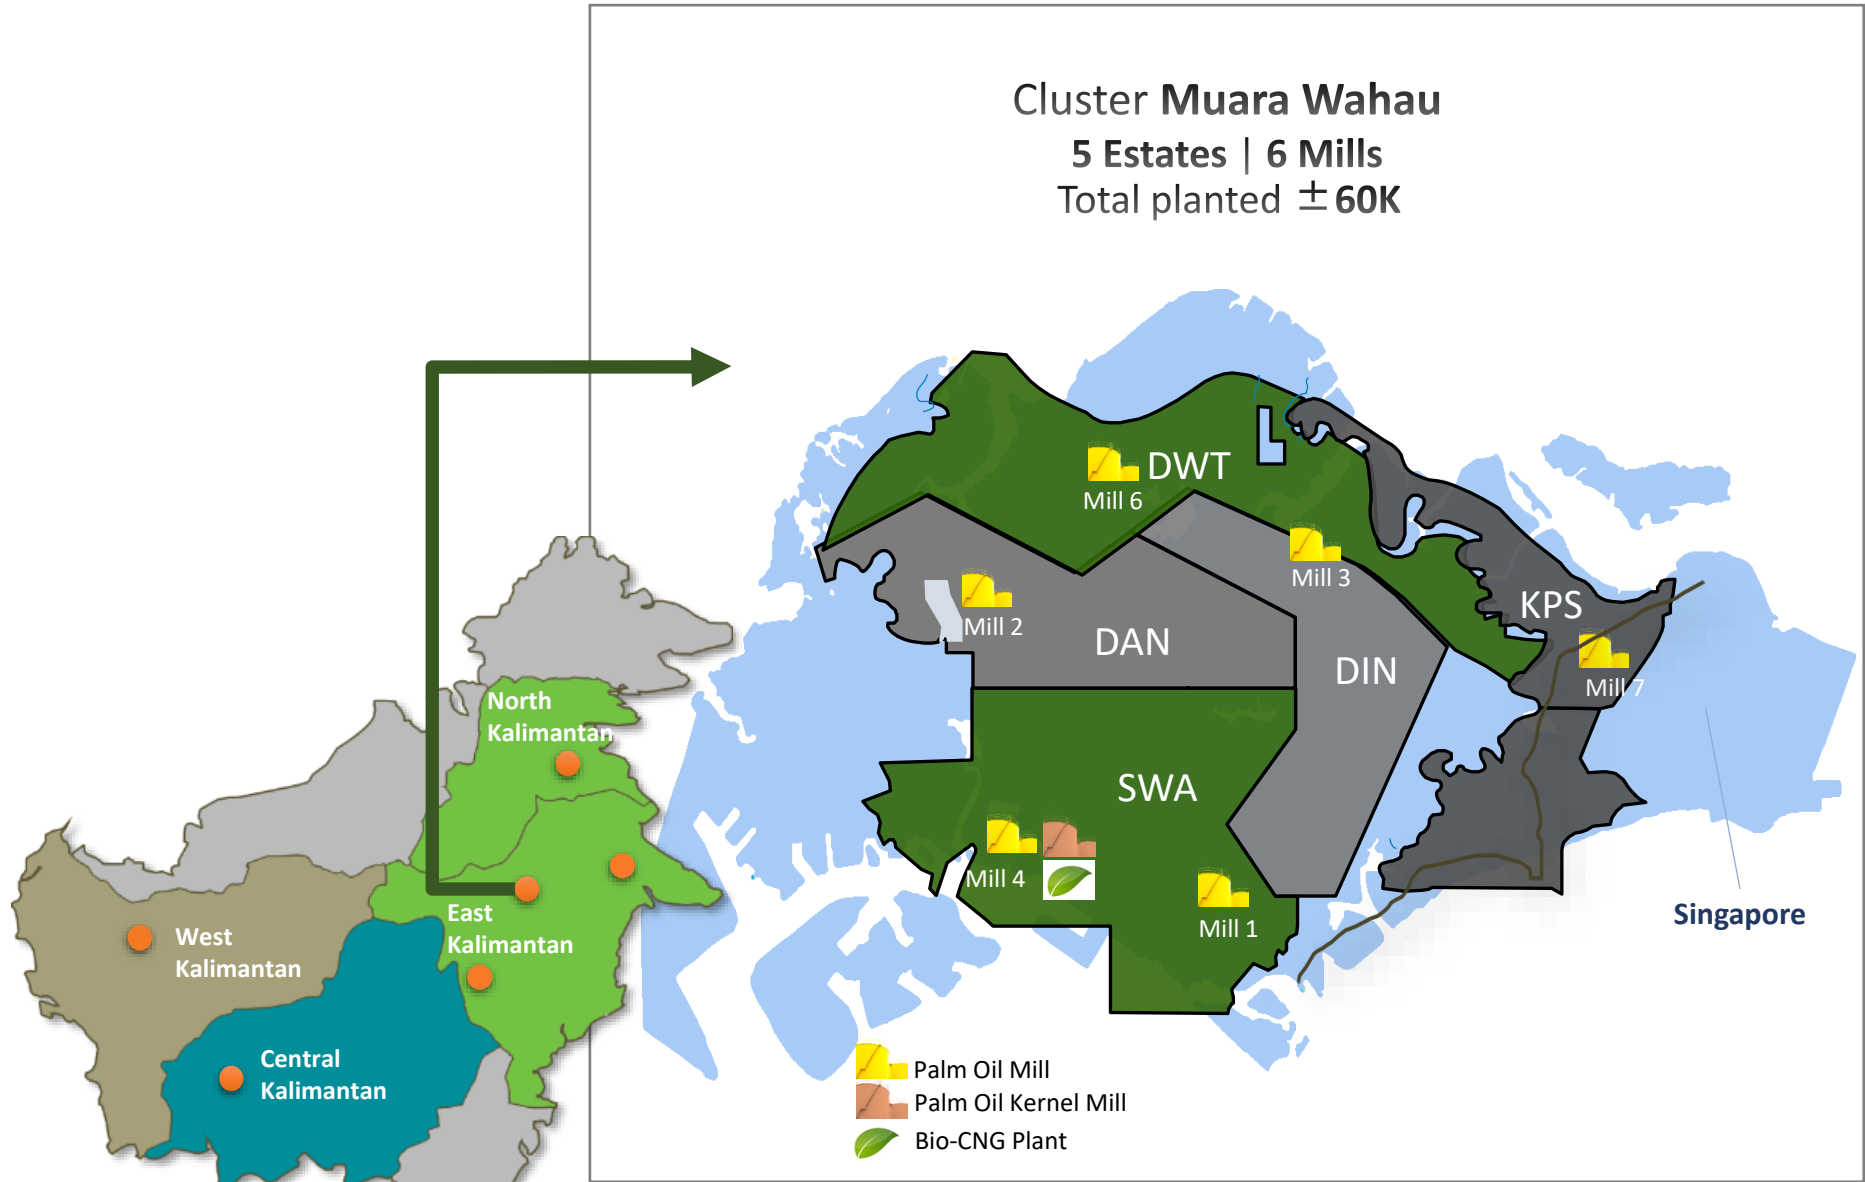 Cluster Muara Wahau
5 Estates | 6 Mills
Total planted ±60K
DWT
Mill 6
Mill 3
KPS
Mill 2
DAN
DIN
Mill 7
SWA
Mill 4
Mill 1
Singapore
North
Kalimantan
East
Kalimantan
West
Kalimantan
Central
Kalimantan
Palm Oil Mill
Palm Oil Kernel Mill
Bio-CNG Plant